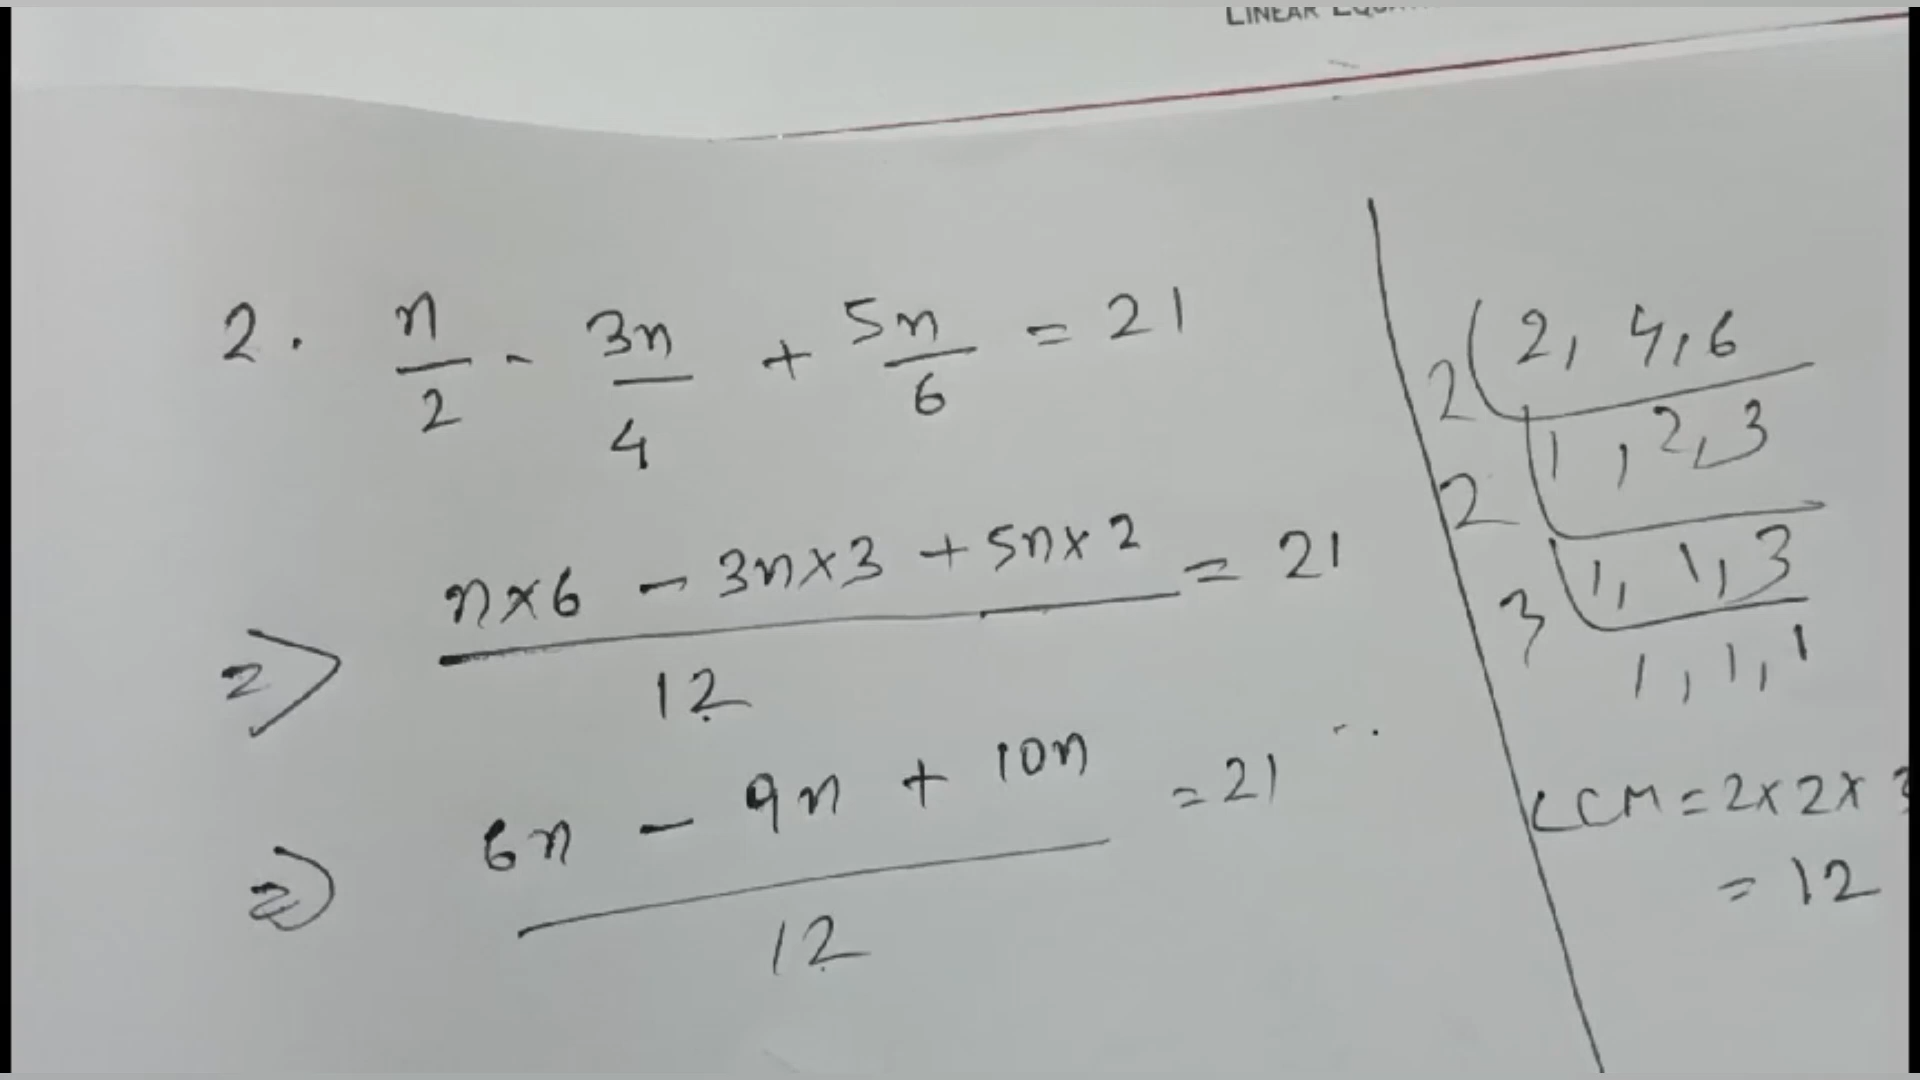 LINEAR
2. n/2 - 3n/4 + 5n/6 = 21
=> (n×6 - 3n×3 + 5n×2)/12 = 21
=> (6n - 9n + 10n)/12 = 21
2 | 2, 4, 6
2 | 1, 2, 3
3 | 1, 1, 3
1, 1, 1
LCM = 2×2×3
= 12